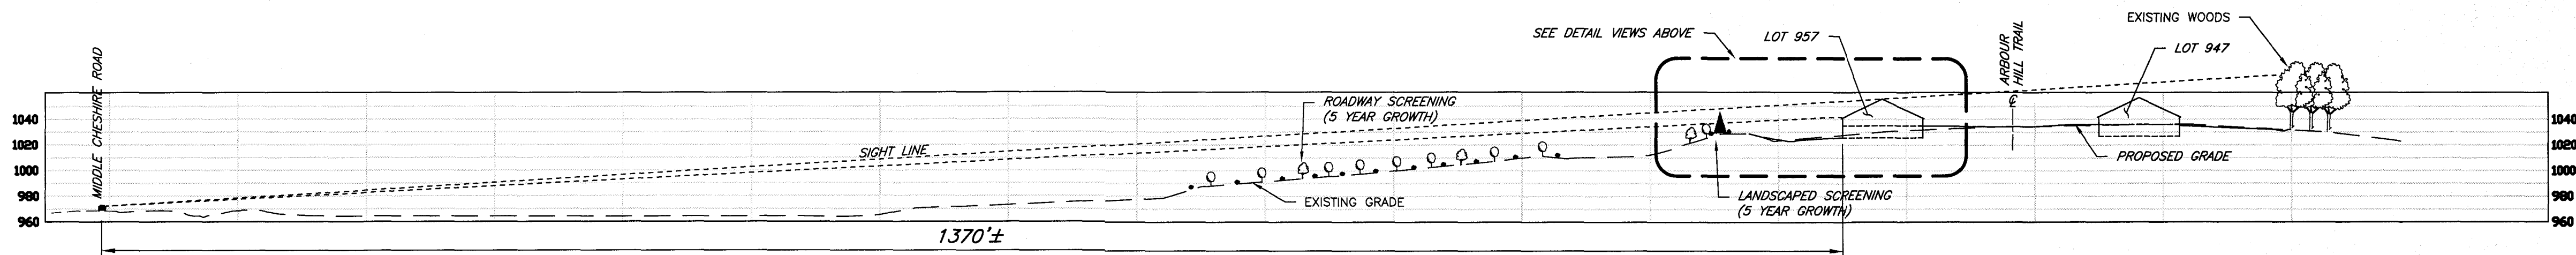 EXISTING WOODS
SEE DETAIL VIEWS ABOVE
LOT 957
ARBOUR
HILL TRAIL
LOT 947
MIDDLE CHESHIRE ROAD
℄
ROADWAY SCREENING
(5 YEAR GROWTH)
1040
1040
1020
1020
SIGHT LINE
PROPOSED GRADE
1000
1000
980
980
LANDSCAPED SCREENING
(5 YEAR GROWTH)
EXISTING GRADE
960
960
1370'±